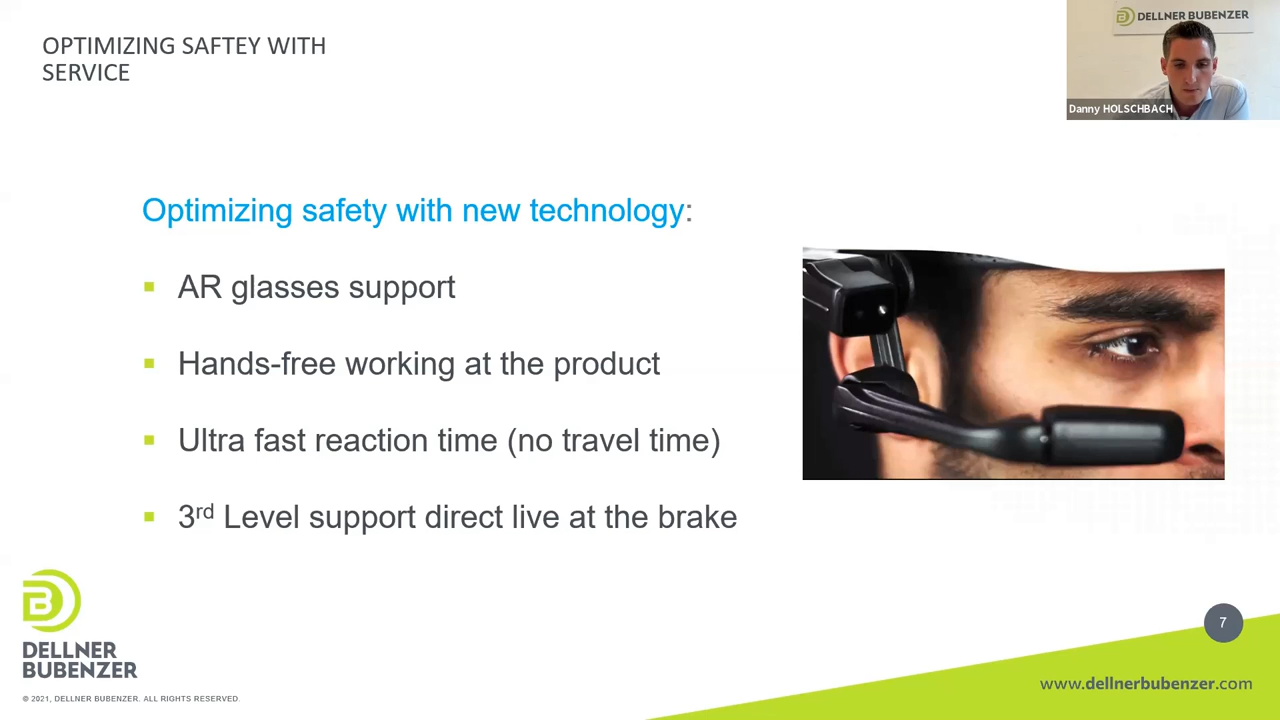 OPTIMIZING SAFTEY WITH
SERVICE
DELLNER BUBENZER
Danny HOLSCHBACH
Optimizing safety with new technology:
AR glasses support
Hands-free working at the product
Ultra fast reaction time (no travel time)
3rd Level support direct live at the brake
DELLNER
BUBENZER
© 2021, DELLNER BUBENZER. ALL RIGHTS RESERVED.
7
www.dellnerbubenzer.com